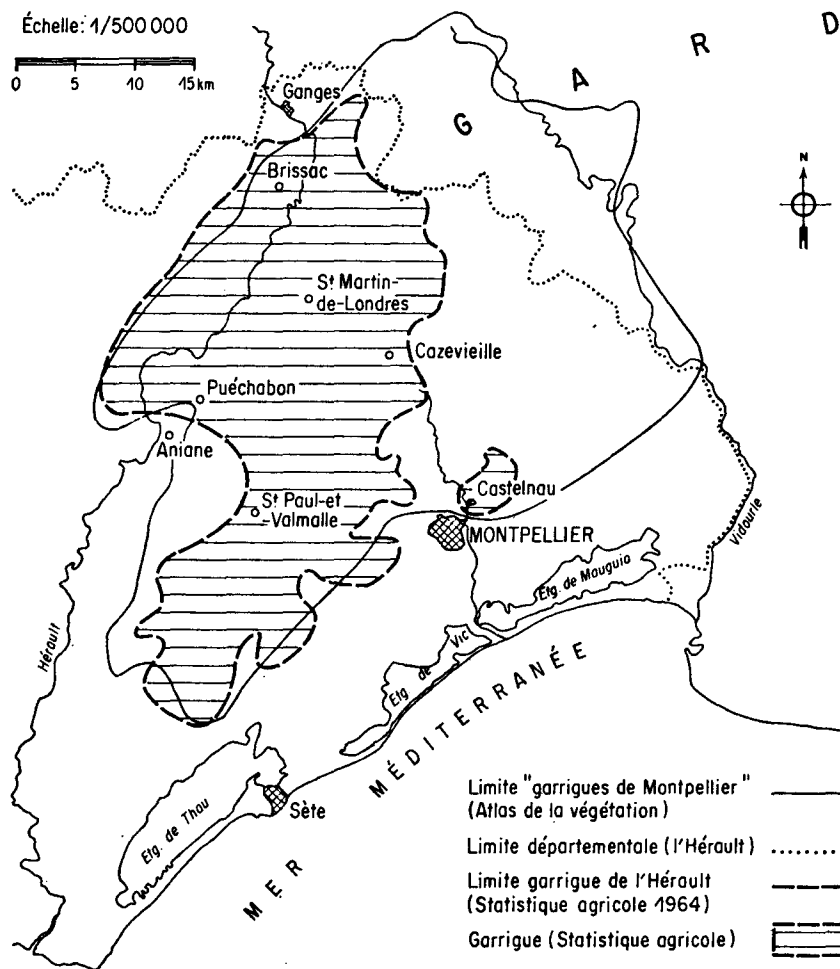 Échelle: 1/500 000
0 5 10 15 km
G A R D
Ganges
N
Brissac
St Martin-
de-Londres
Cazevieille
Puéchabon
Aniane
Castelnau
St Paul-et
-Valmalle
MONTPELLIER
Vidourle
Etg. de Mauguio
Hérault
Etg. de Vic
MER MÉDITERRANÉE
Etg. de Thau
Sète
Limite "garrigues de Montpellier"
(Atlas de la végétation)
Limite départementale (l'Hérault)
Limite garrigue de l'Hérault
(Statistique agricole 1964)
Garrigue (Statistique agricole)